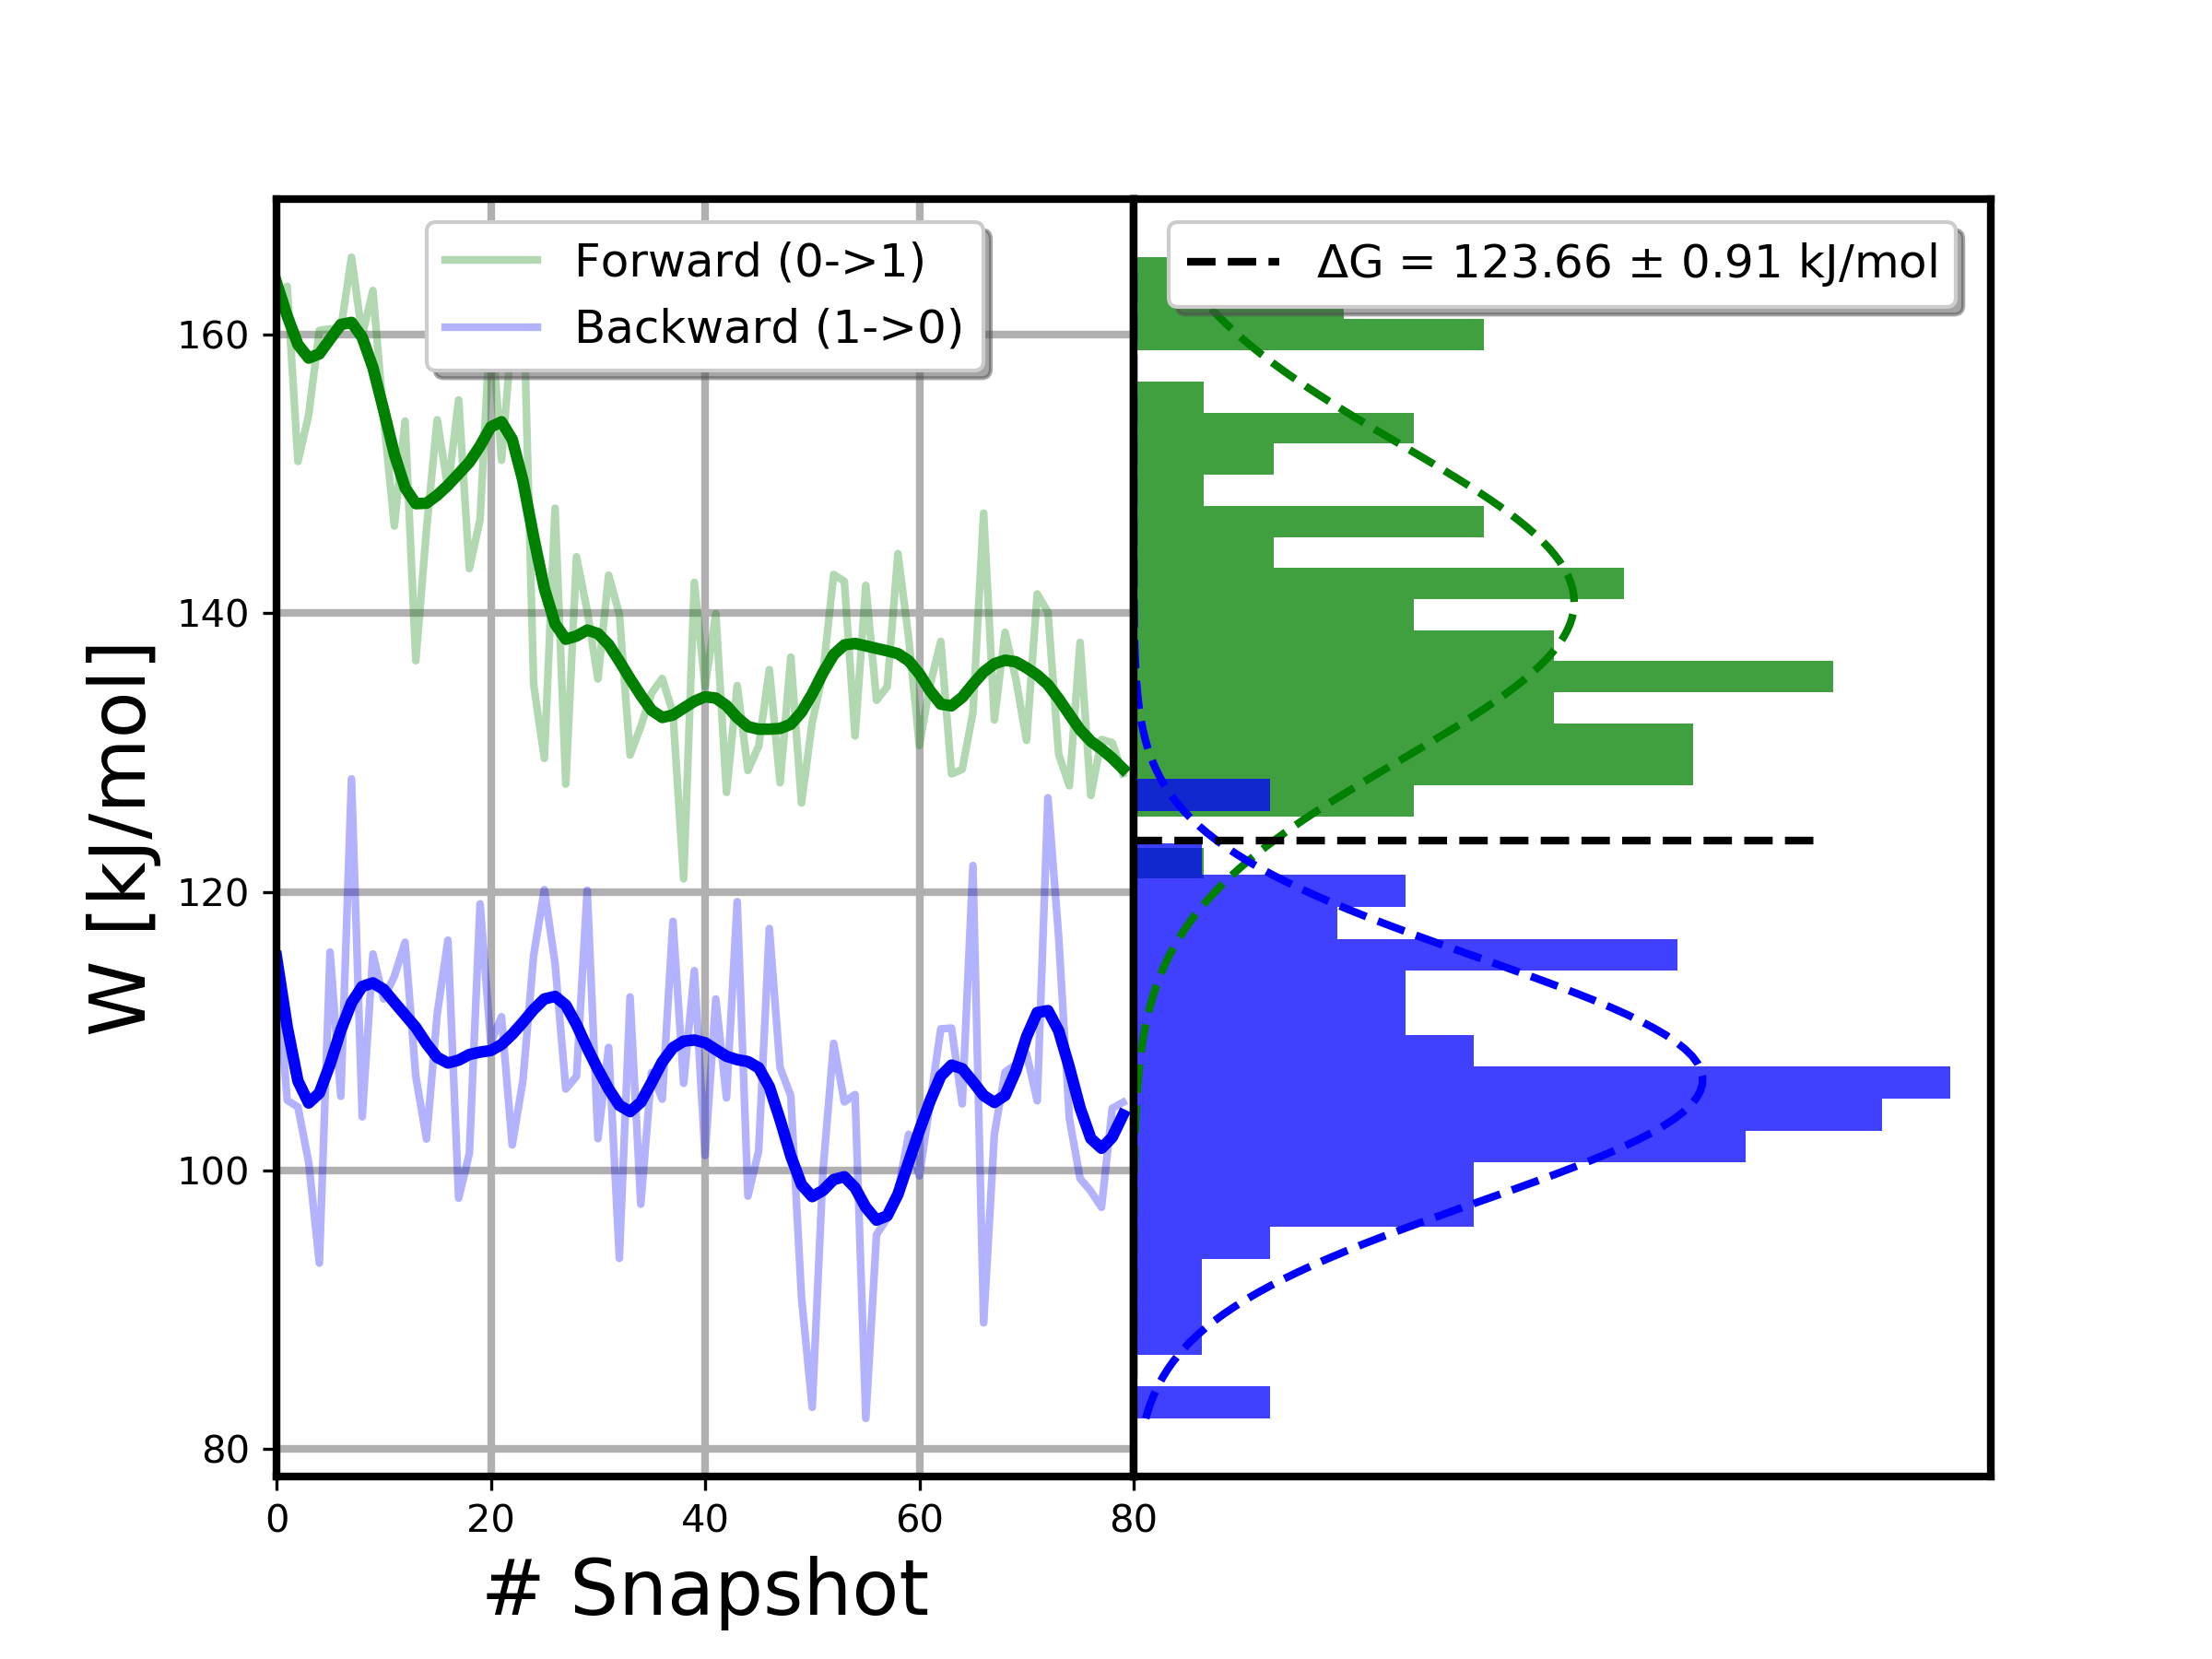 Forward (0->1)
Backward (1->0)
ΔG = 123.66 ± 0.91 kJ/mol
160
140
120
100
80
W [kJ/mol]
0 20 40 60 80
# Snapshot